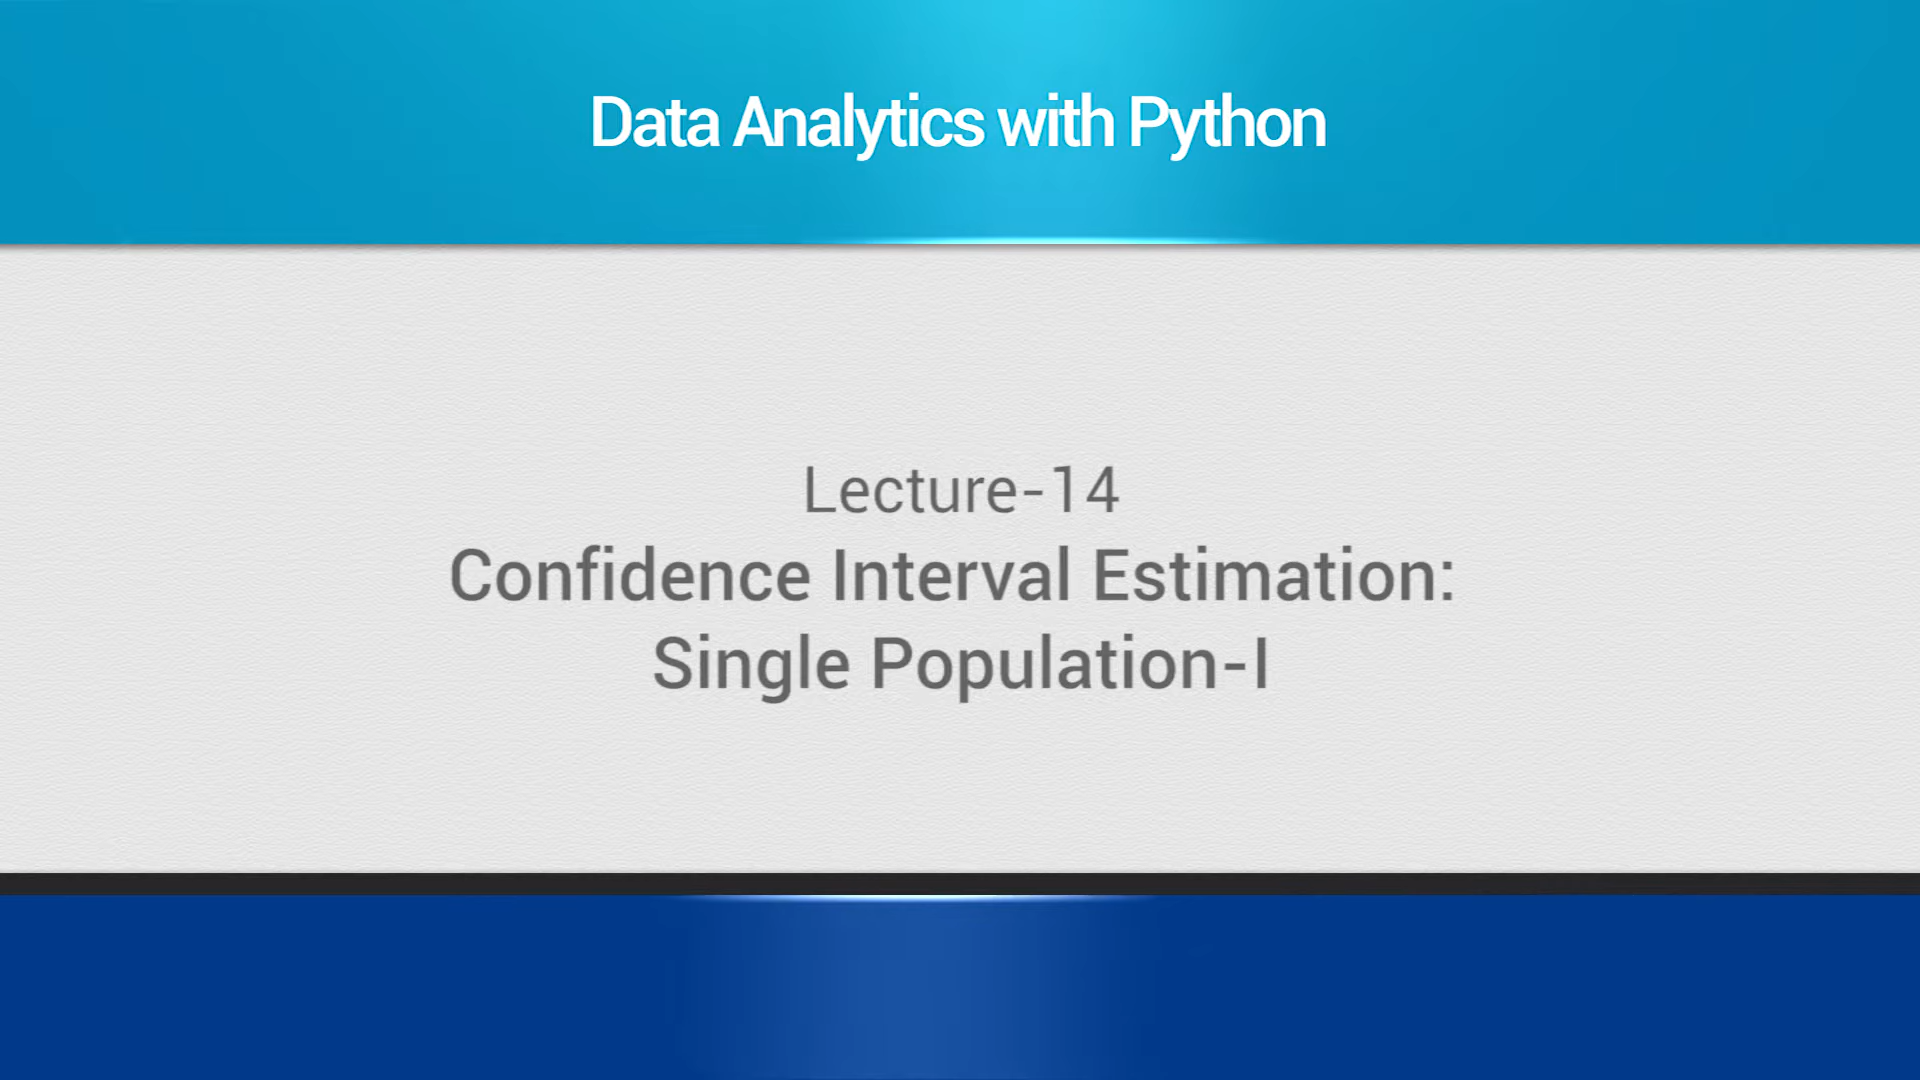 Data Analytics with Python
Lecture-14
Confidence Interval Estimation:
Single Population-I